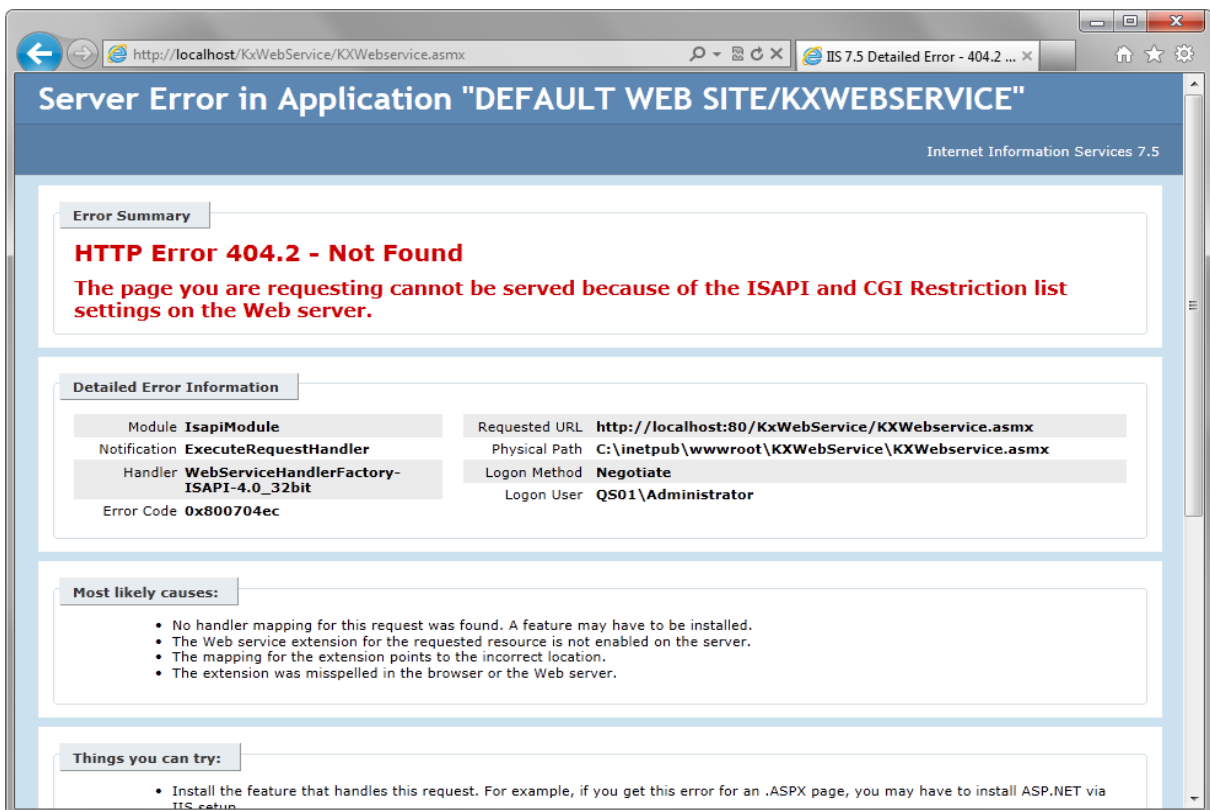 http://localhost/KxWebService/KXWebservice.asmx
IIS 7.5 Detailed Error - 404.2 ...
Server Error in Application "DEFAULT WEB SITE/KXWEBSERVICE"
Internet Information Services 7.5
Error Summary
HTTP Error 404.2 - Not Found
The page you are requesting cannot be served because of the ISAPI and CGI Restriction list
settings on the Web server.
Detailed Error Information
Module IsapiModule
Notification ExecuteRequestHandler
Handler WebServiceHandlerFactory-
ISAPI-4.0_32bit
Error Code 0x800704ec
Requested URL http://localhost:80/KxWebService/KXWebservice.asmx
Physical Path C:\inetpub\wwwroot\KXWebService\KXWebservice.asmx
Logon Method Negotiate
Logon User QS01\Administrator
Most likely causes:
• No handler mapping for this request was found. A feature may have to be installed.
• The Web service extension for the requested resource is not enabled on the server.
• The mapping for the extension points to the incorrect location.
• The extension was misspelled in the browser or the Web server.
Things you can try:
• Install the feature that handles this request. For example, if you get this error for an .ASPX page, you may have to install ASP.NET via
IIS setup.